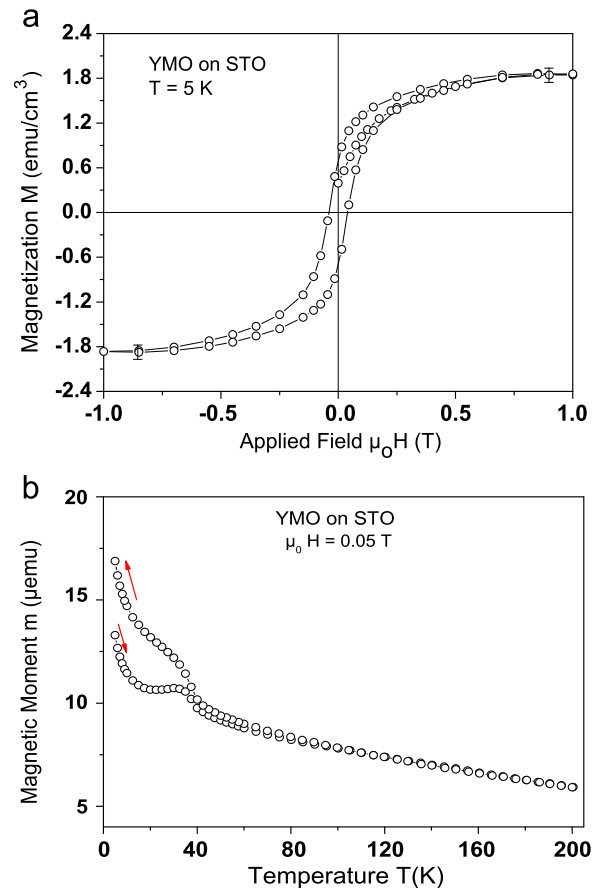 a
YMO on STO
T = 5 K
Magnetization M (emu/cm³)
2.4
1.8
1.2
0.6
0.0
-0.6
-1.2
-1.8
-2.4
-1.0 -0.5 0.0 0.5 1.0
Applied Field µ₀H (T)
b
YMO on STO
µ₀ H = 0.05 T
Magnetic Moment m (µemu)
20
15
10
5
0 40 80 120 160 200
Temperature T(K)